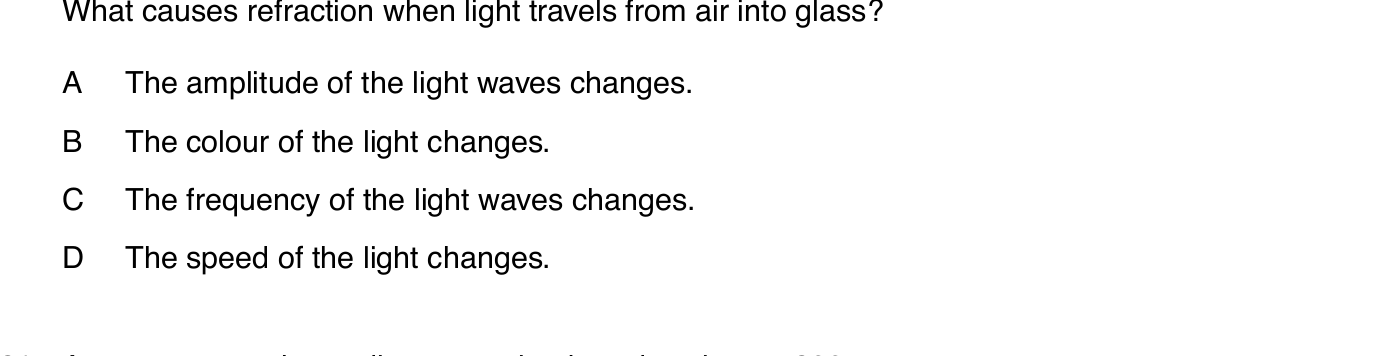 What causes refraction when light travels from air into glass?
A The amplitude of the light waves changes.
B The colour of the light changes.
C The frequency of the light waves changes.
D The speed of the light changes.